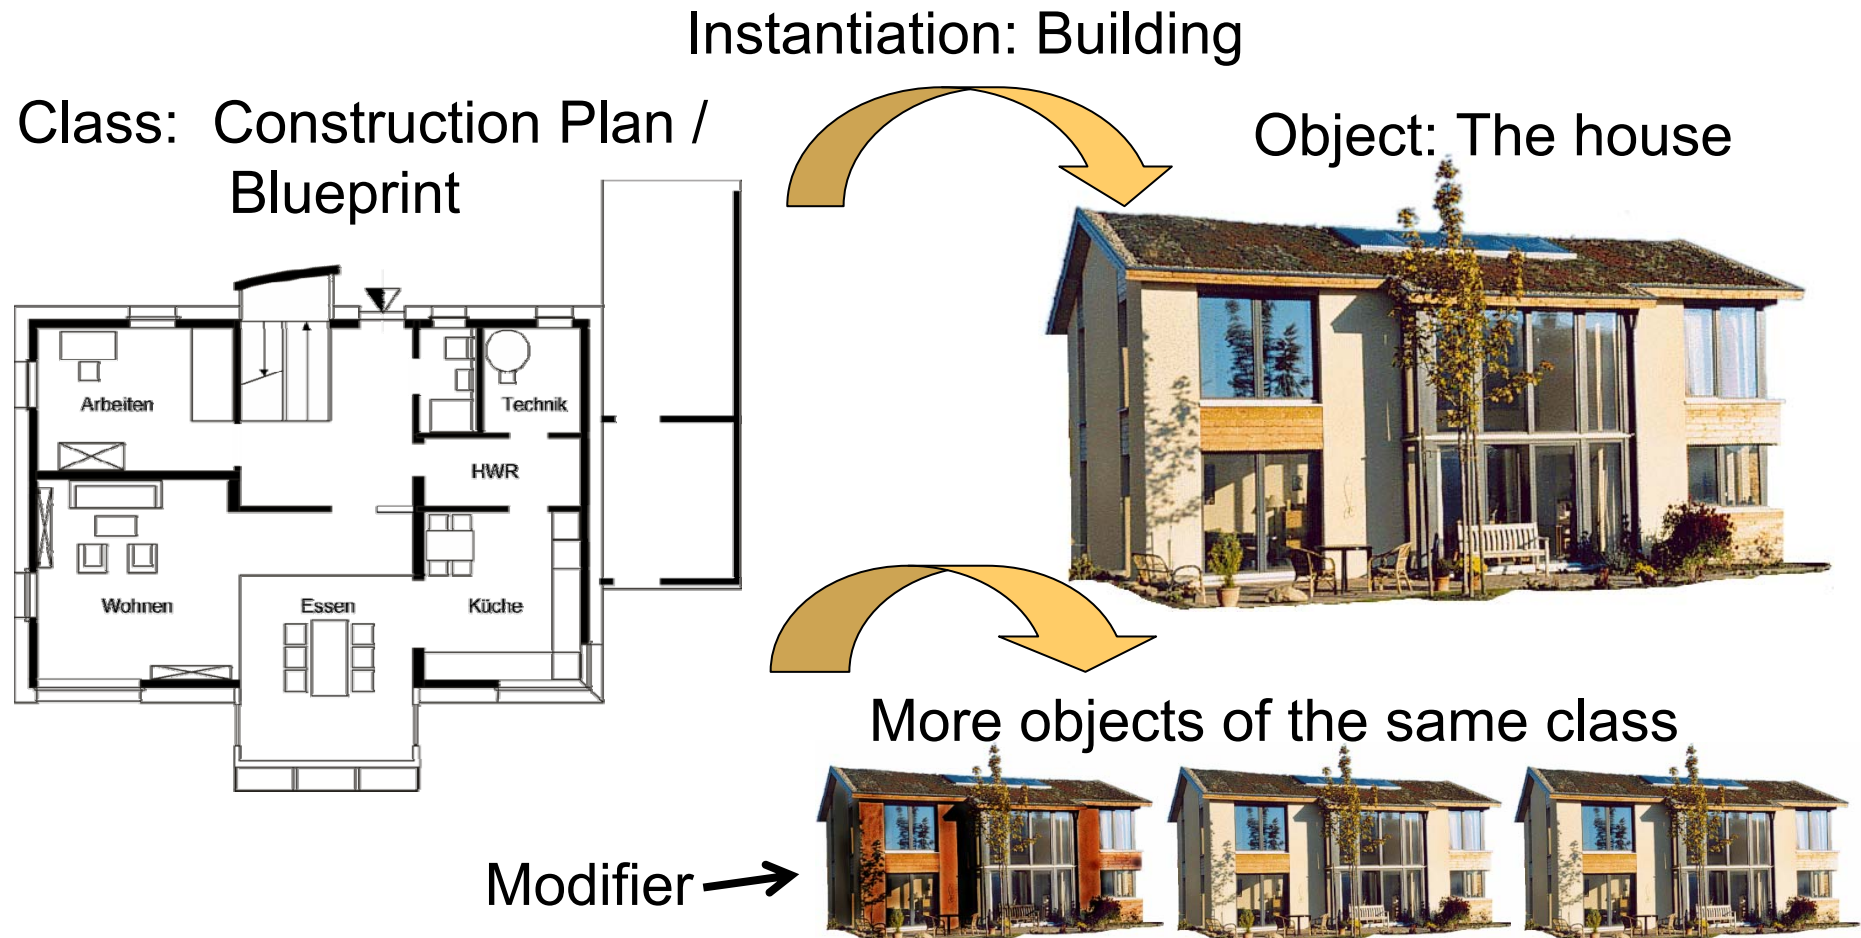 Instantiation: Building
Class:  Construction Plan /
Blueprint
Object: The house
Arbeiten
Technik
HWR
Wohnen
Essen
Küche
More objects of the same class
Modifier